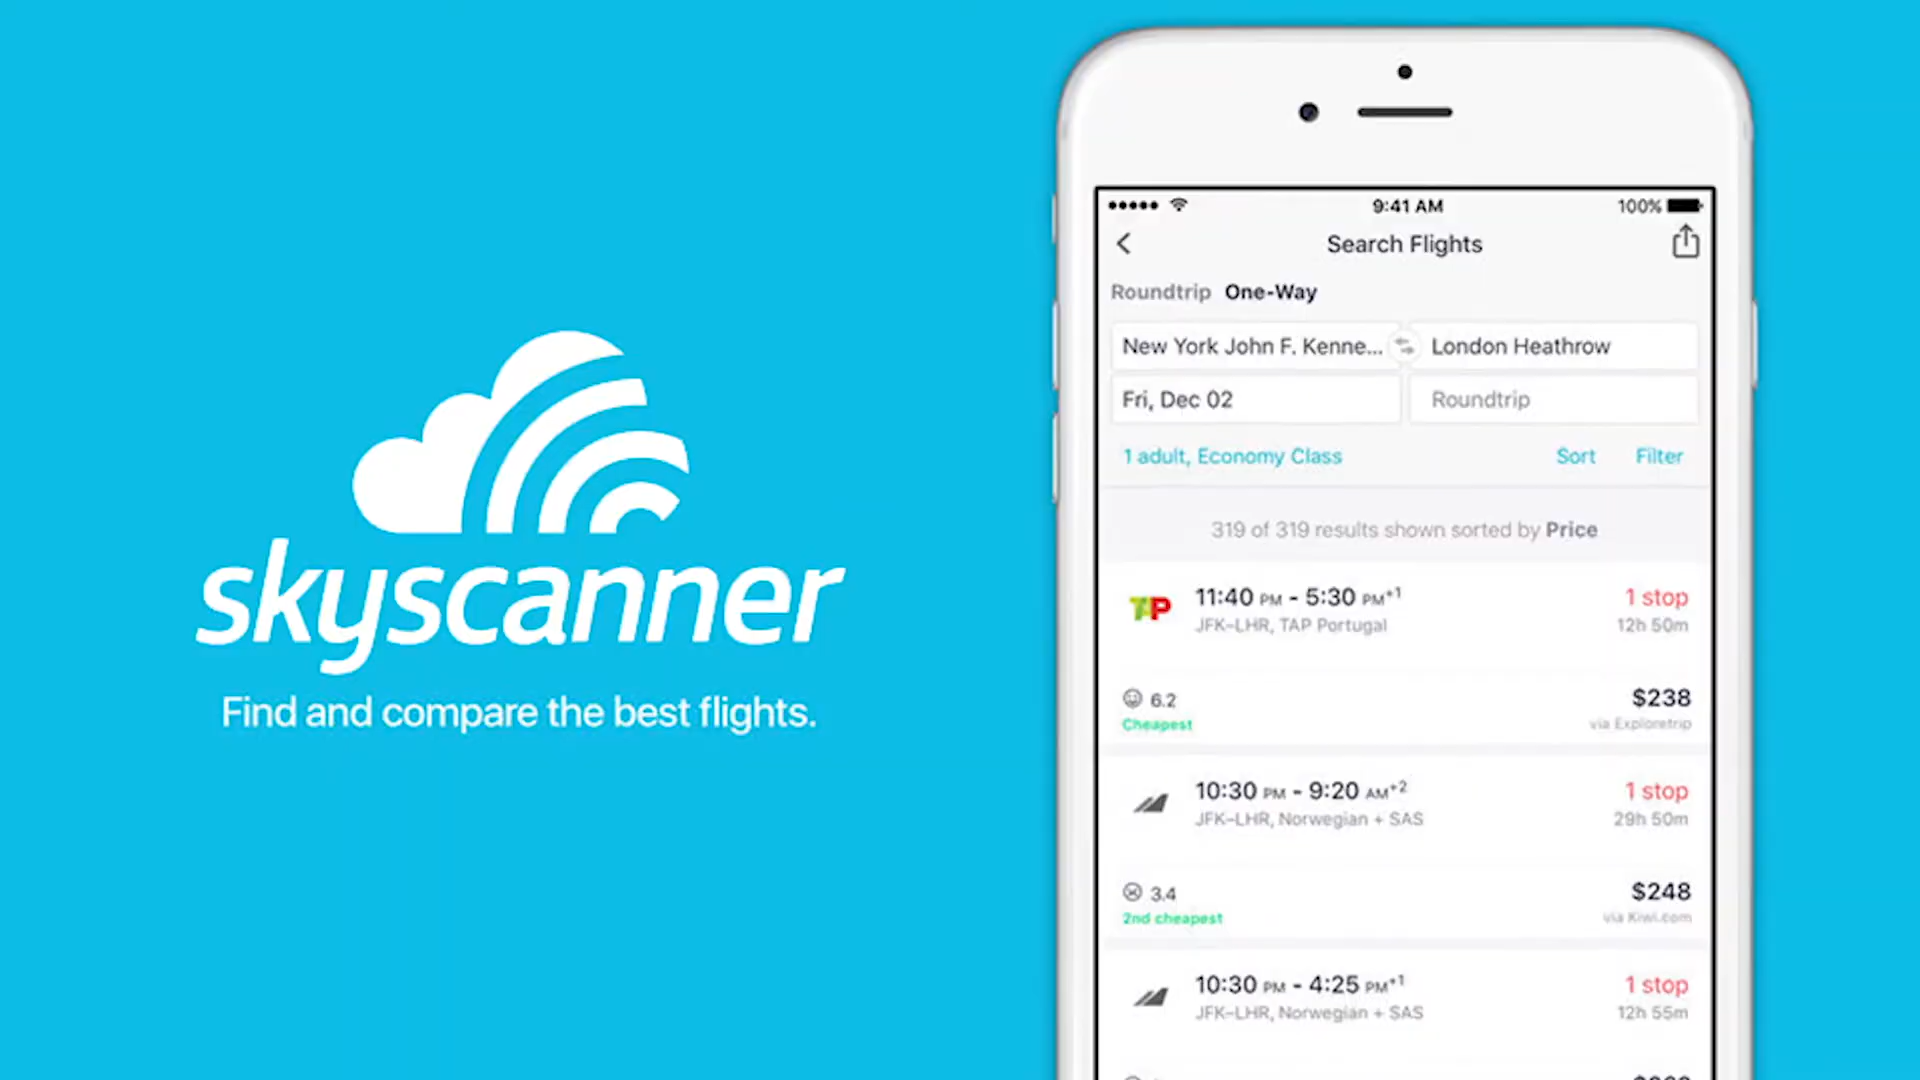 skyscanner
Find and compare the best flights.
9:41 AM
100%
Search Flights
Roundtrip One-Way
New York John F. Kenne... London Heathrow
Fri, Dec 02 Roundtrip
1 adult, Economy Class Sort Filter
319 of 319 results shown sorted by Price
TAP
11:40 PM - 5:30 PM+1 1 stop
JFK–LHR, TAP Portugal 12h 50m
6.2 $238
Cheapest via Exploretrip
10:30 PM - 9:20 AM+2 1 stop
JFK–LHR, Norwegian + SAS 29h 50m
3.4 $248
2nd cheapest via Kiwi.com
10:30 PM - 4:25 PM+1 1 stop
JFK–LHR, Norwegian + SAS 12h 55m